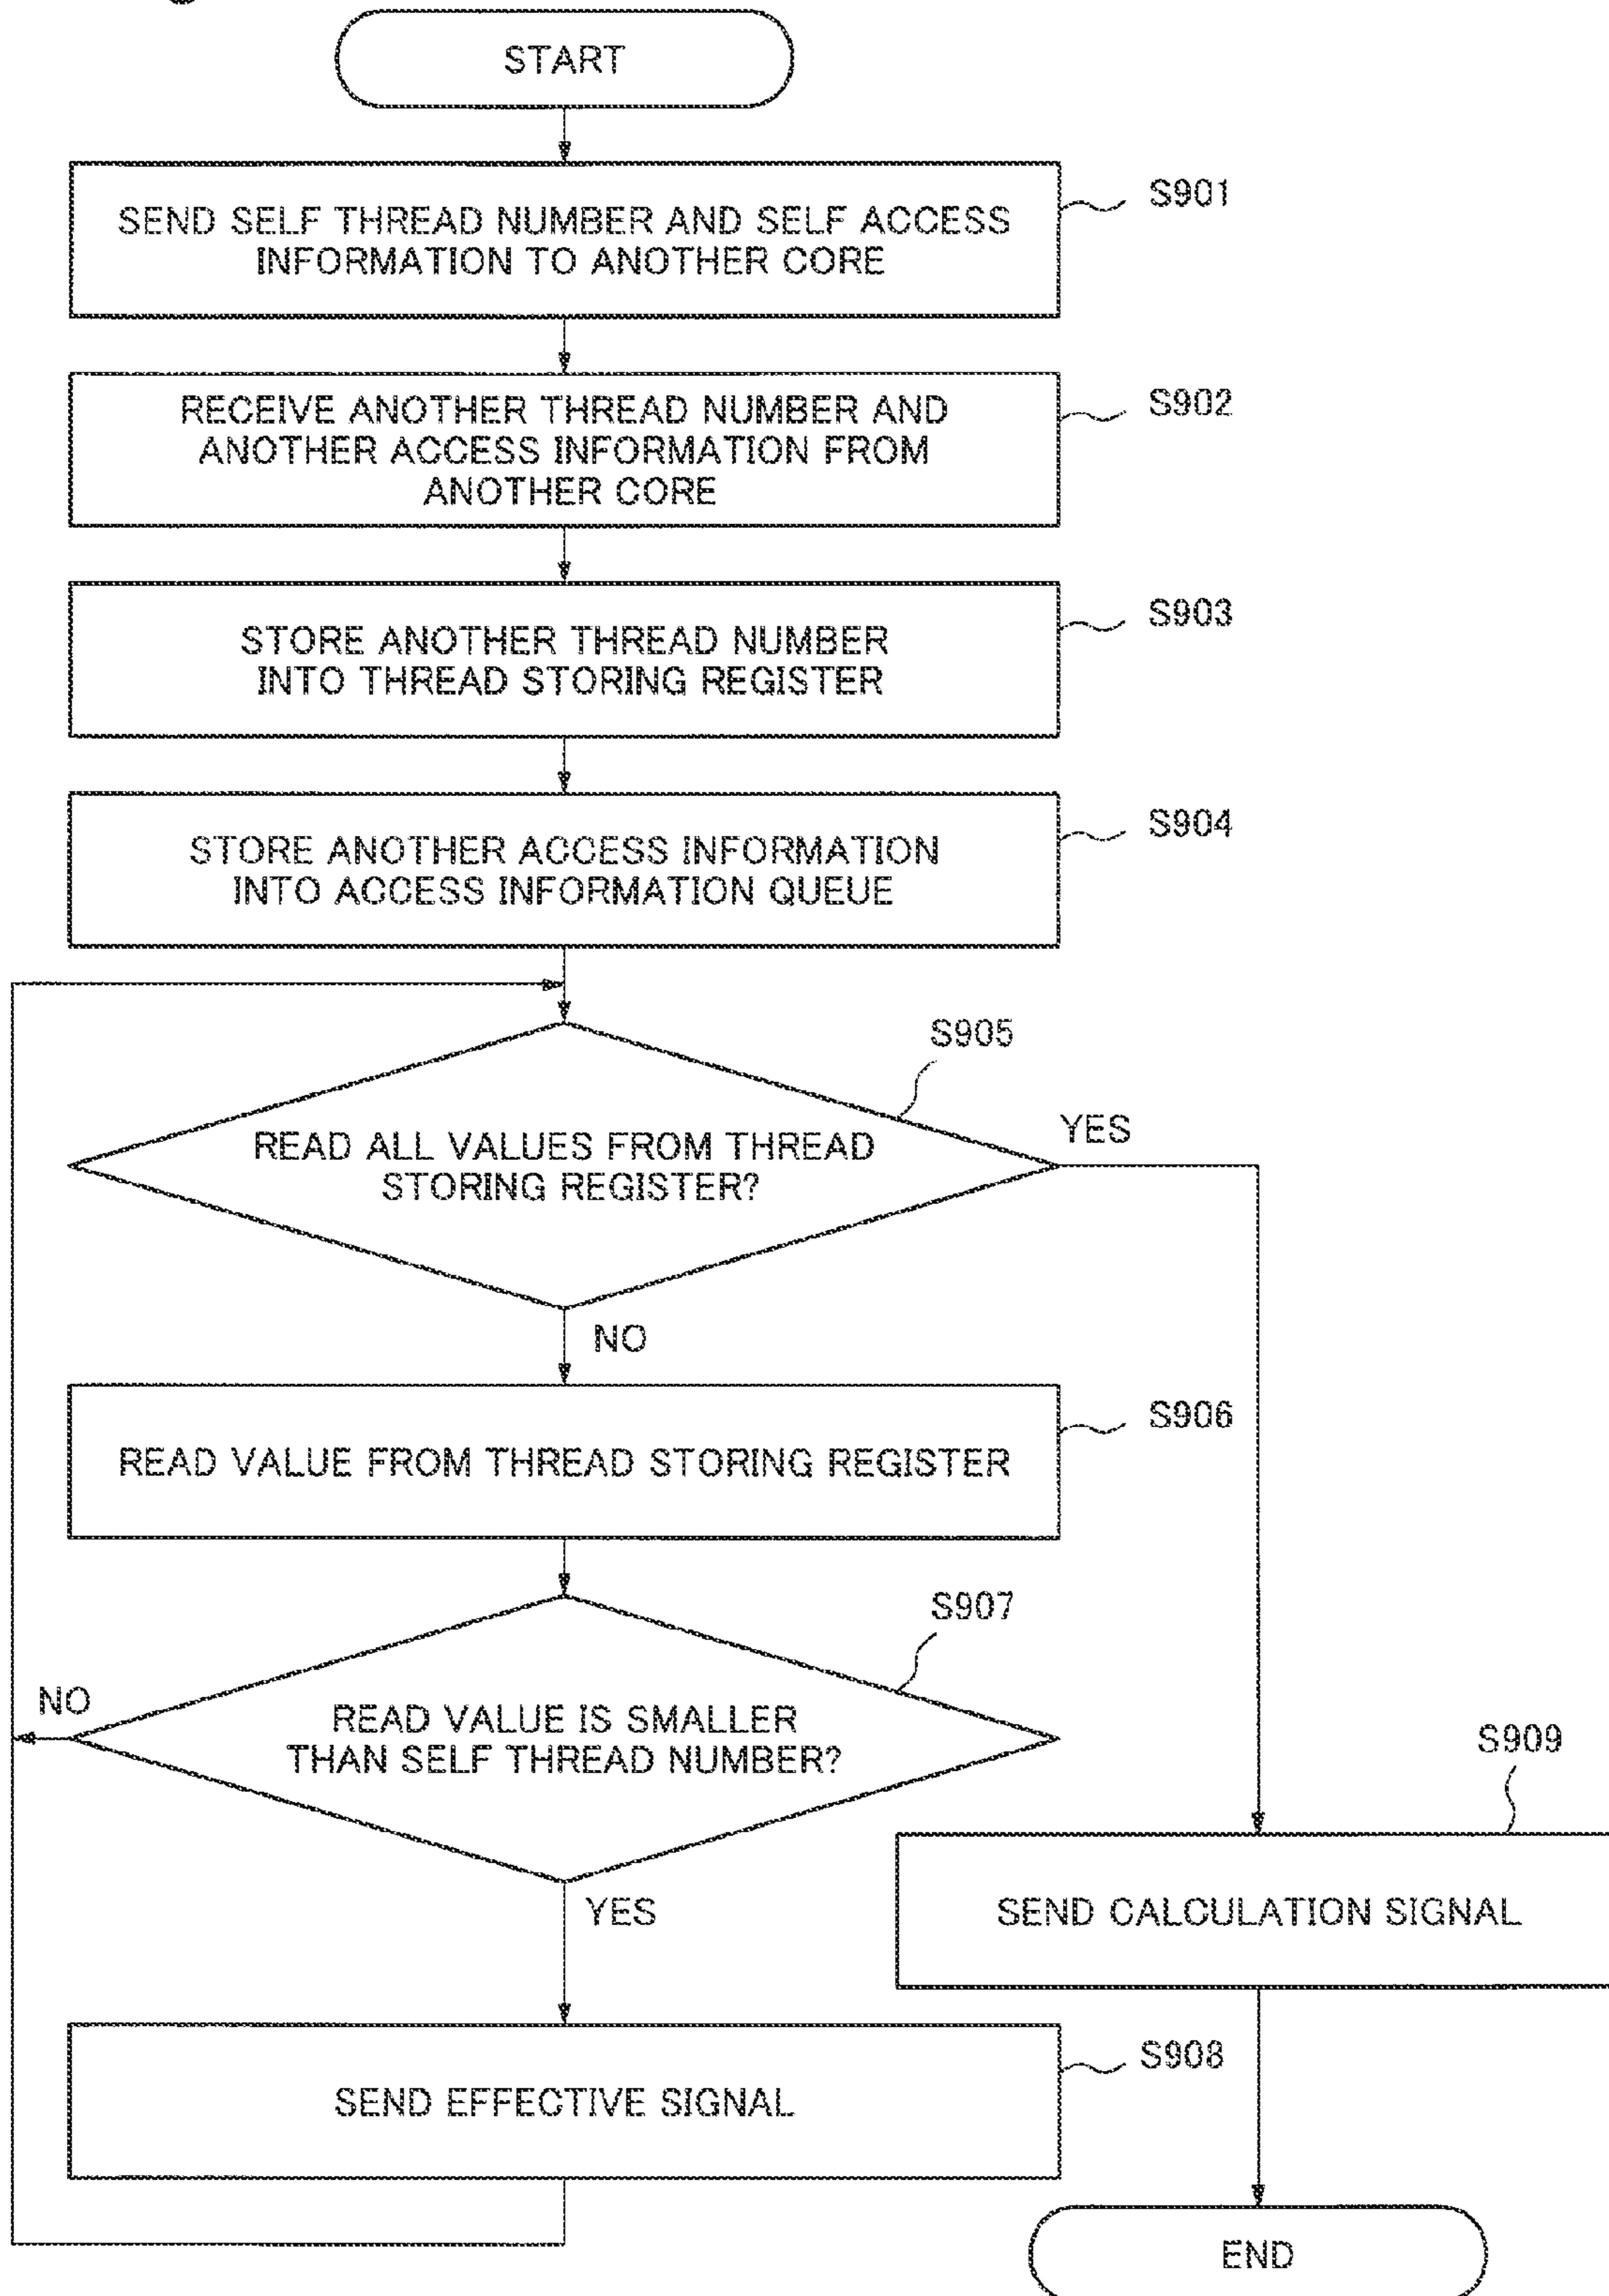 START
S901
SEND SELF THREAD NUMBER AND SELF ACCESS
INFORMATION TO ANOTHER CORE
S902
RECEIVE ANOTHER THREAD NUMBER AND
ANOTHER ACCESS INFORMATION FROM
ANOTHER CORE
S903
STORE ANOTHER THREAD NUMBER
INTO THREAD STORING REGISTER
S904
STORE ANOTHER ACCESS INFORMATION
INTO ACCESS INFORMATION QUEUE
S905
YES
READ ALL VALUES FROM THREAD
STORING REGISTER?
NO
S906
READ VALUE FROM THREAD STORING REGISTER
S907
NO
READ VALUE IS SMALLER
THAN SELF THREAD NUMBER?
YES
S909
SEND CALCULATION SIGNAL
S908
SEND EFFECTIVE SIGNAL
END